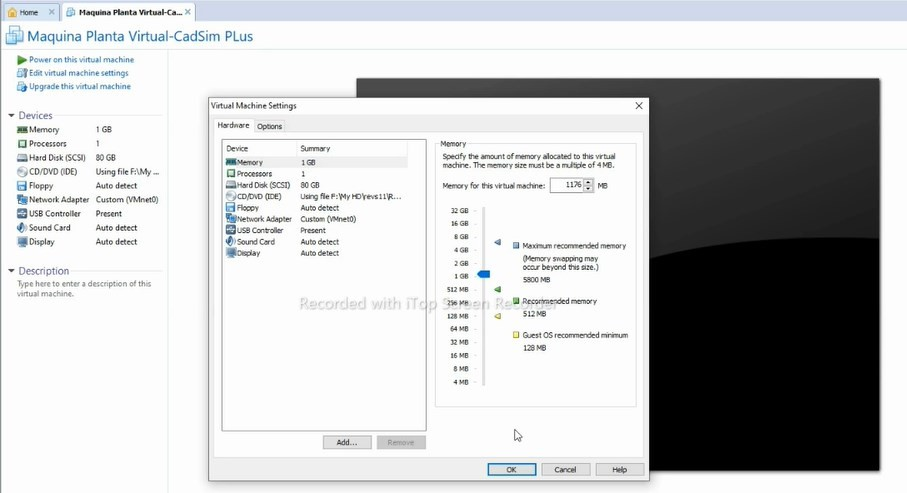 Home
Maquina Planta Virtual-Ca...
Maquina Planta Virtual-CadSim PLus
Power on this virtual machine
Edit virtual machine settings
Upgrade this virtual machine
Devices
Memory 1 GB
Processors 1
Hard Disk (SCSI) 80 GB
CD/DVD (IDE) Using file F:\My ...
Floppy Auto detect
Network Adapter Custom (VMnet0)
USB Controller Present
Sound Card Auto detect
Display Auto detect
Description
Type here to enter a description of this
virtual machine.
Virtual Machine Settings
Hardware Options
Device Summary
Memory 1 GB
Processors 1
Hard Disk (SCSI) 80 GB
CD/DVD (IDE) Using file F:\My HD\revs11\R...
Floppy Auto detect
Network Adapter Custom (VMnet0)
USB Controller Present
Sound Card Auto detect
Display Auto detect
Add... Remove
Memory
Specify the amount of memory allocated to this virtual
machine. The memory size must be a multiple of 4 MB.
Memory for this virtual machine: 1176 MB
32 GB
16 GB
8 GB
4 GB
2 GB
1 GB
512 MB
256 MB
128 MB
64 MB
32 MB
16 MB
8 MB
4 MB
Maximum recommended memory
(Memory swapping may
occur beyond this size.)
5800 MB
Recommended memory
512 MB
Guest OS recommended minimum
128 MB
Recorded with iTop Screen Recorder
OK Cancel Help